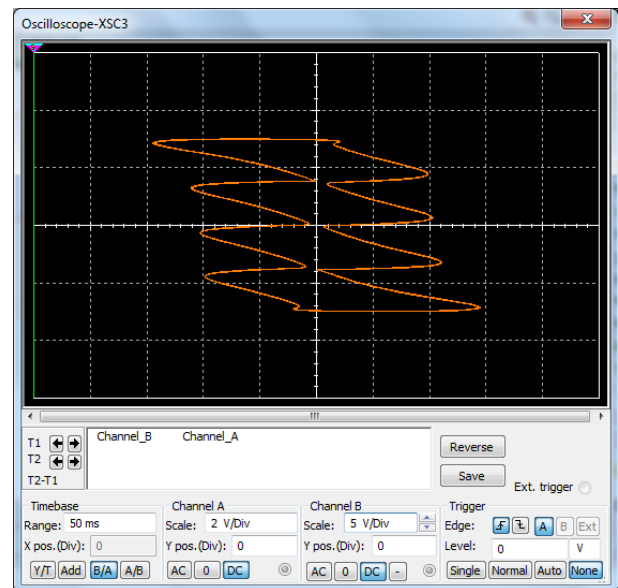 Oscilloscope-XSC3
Channel_B Channel_A
T1
T2
T2-T1
Reverse
Save
Ext. trigger
Timebase
Range: 50 ms
X pos.(Div): 0
Y/T Add B/A A/B
Channel A
Scale: 2 V/Div
Y pos.(Div): 0
AC 0 DC
Channel B
Scale: 5 V/Div
Y pos.(Div): 0
AC 0 DC -
Trigger
Edge: A B Ext
Level: 0 V
Single Normal Auto None